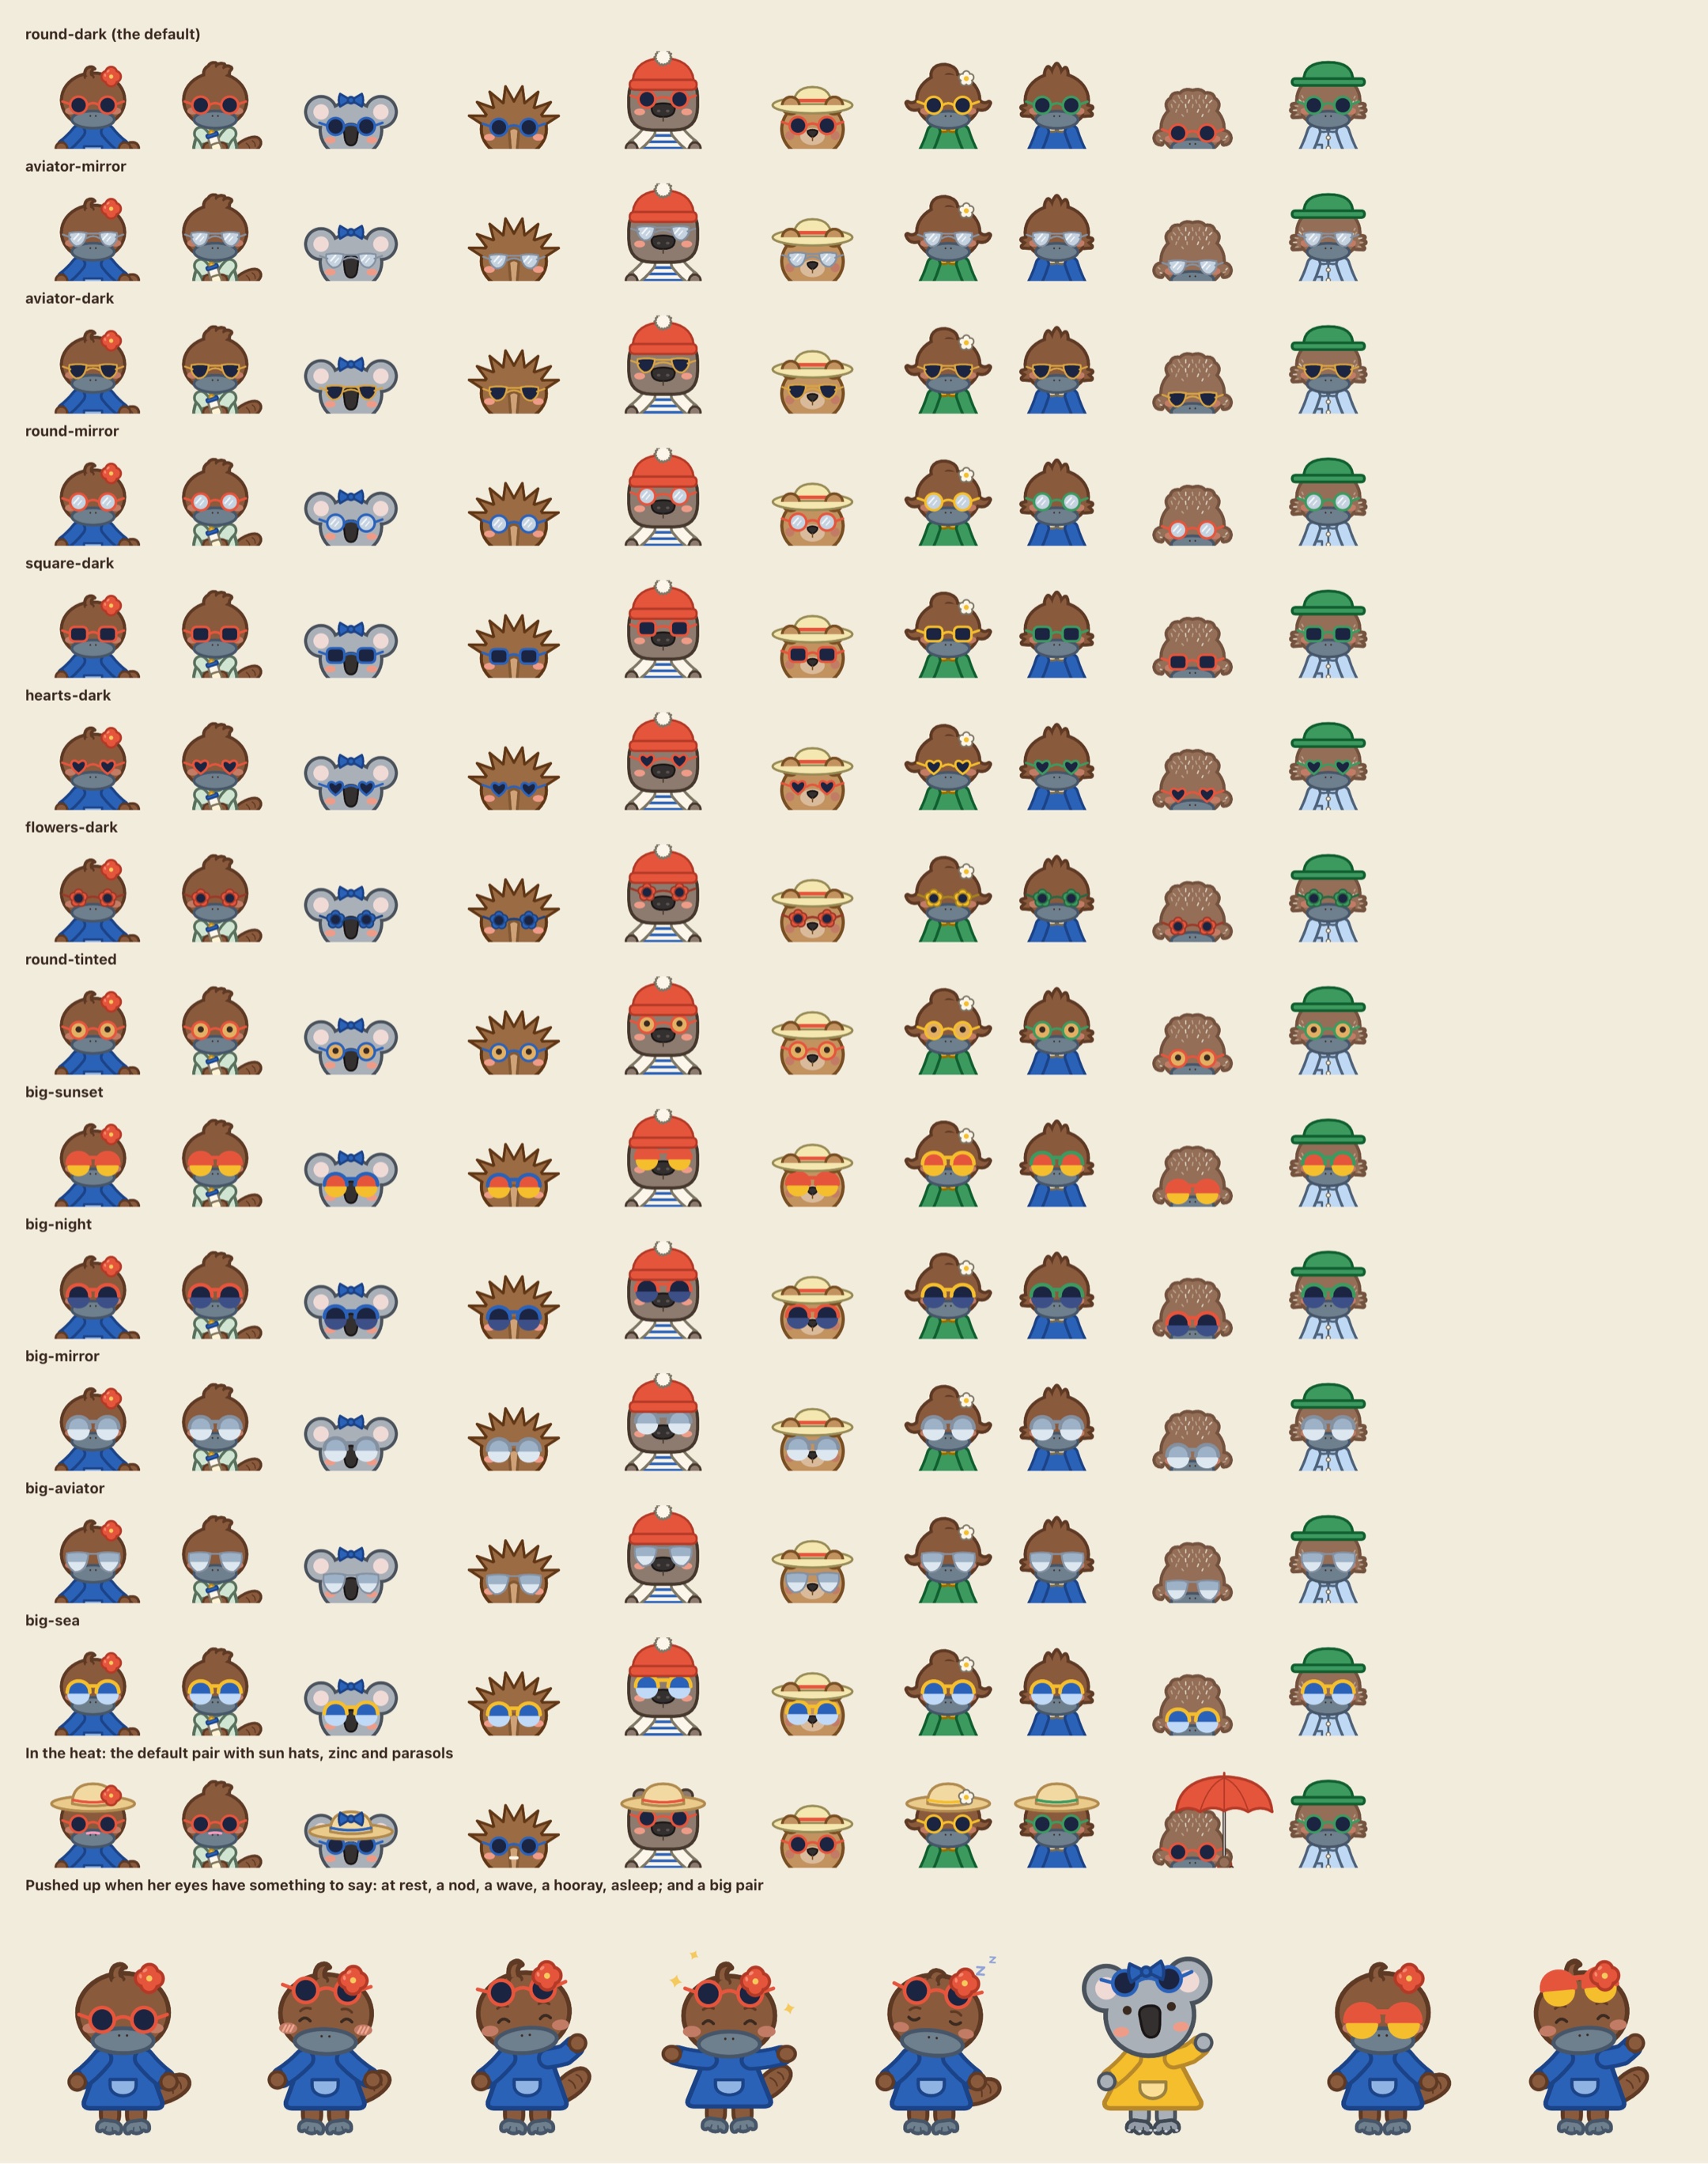 round-dark (the default)
aviator-mirror
aviator-dark
round-mirror
square-dark
hearts-dark
flowers-dark
round-tinted
big-sunset
big-night
big-mirror
big-aviator
big-sea
In the heat: the default pair with sun hats, zinc and parasols
Pushed up when her eyes have something to say: at rest, a nod, a wave, a hooray, asleep; and a big pair
z z